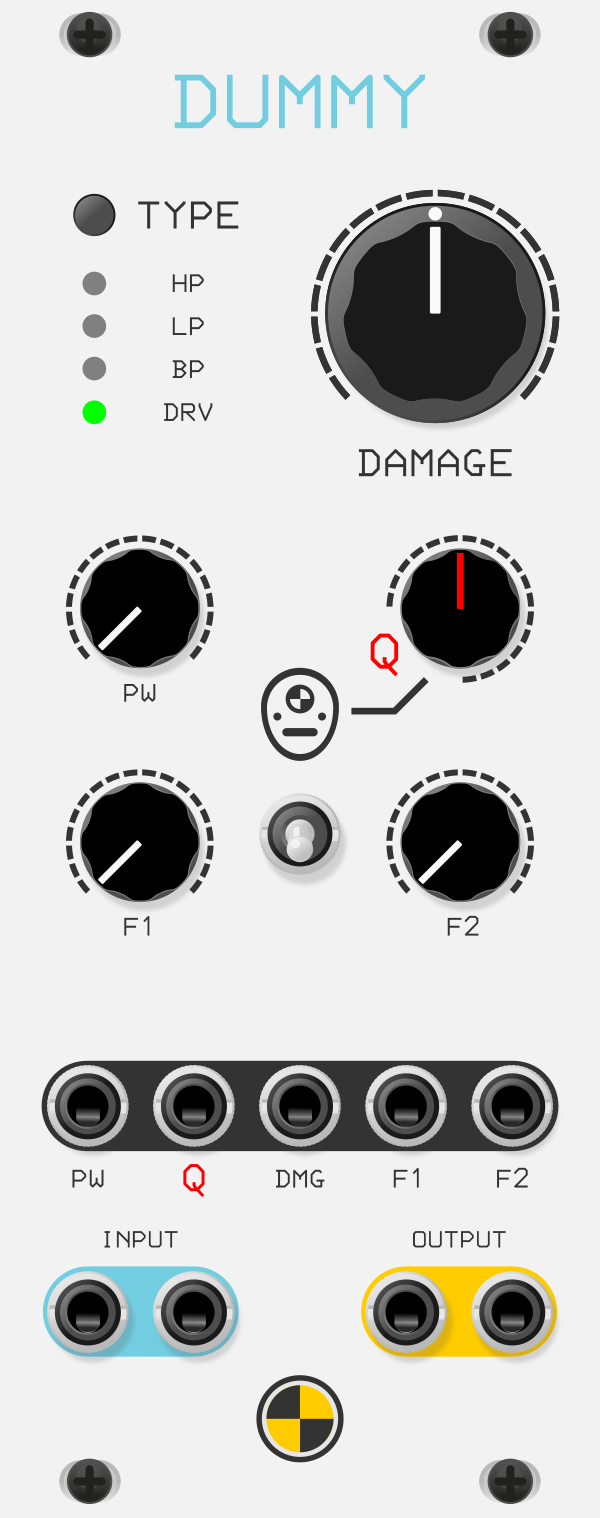 DUMMY
TYPE
HP
LP
BP
DRV
DAMAGE
Q
PW
F1
F2
PW Q DMG F1 F2
INPUT OUTPUT